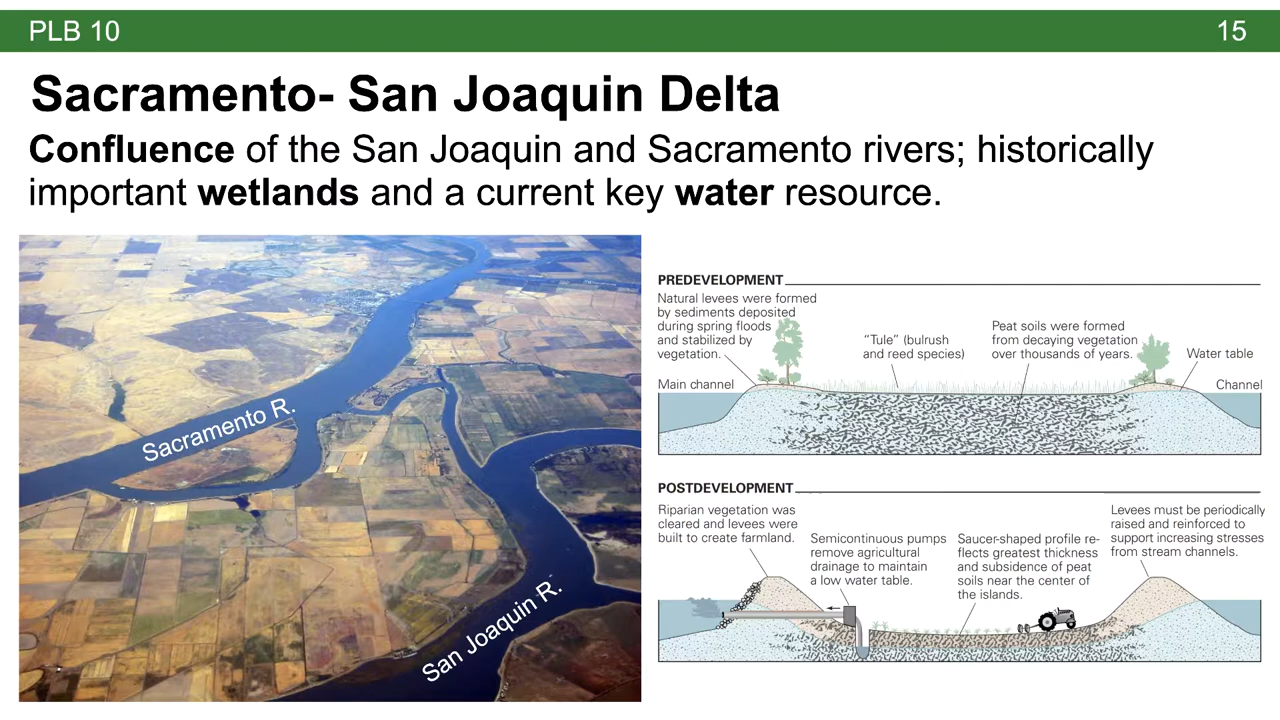 PLB 10
15
Sacramento- San Joaquin Delta
Confluence of the San Joaquin and Sacramento rivers; historically
important wetlands and a current key water resource.
Sacramento R.
San Joaquin R.
PREDEVELOPMENT
Natural levees were formed
by sediments deposited
during spring floods
and stabilized by
vegetation.
"Tule" (bulrush
and reed species)
Peat soils were formed
from decaying vegetation
over thousands of years.
Water table
Main channel
Channel
POSTDEVELOPMENT
Riparian vegetation was
cleared and levees were
built to create farmland.
Semicontinuous pumps
remove agricultural
drainage to maintain
a low water table.
Saucer-shaped profile re-
flects greatest thickness
and subsidence of peat
soils near the center of
the islands.
Levees must be periodically
raised and reinforced to
support increasing stresses
from stream channels.